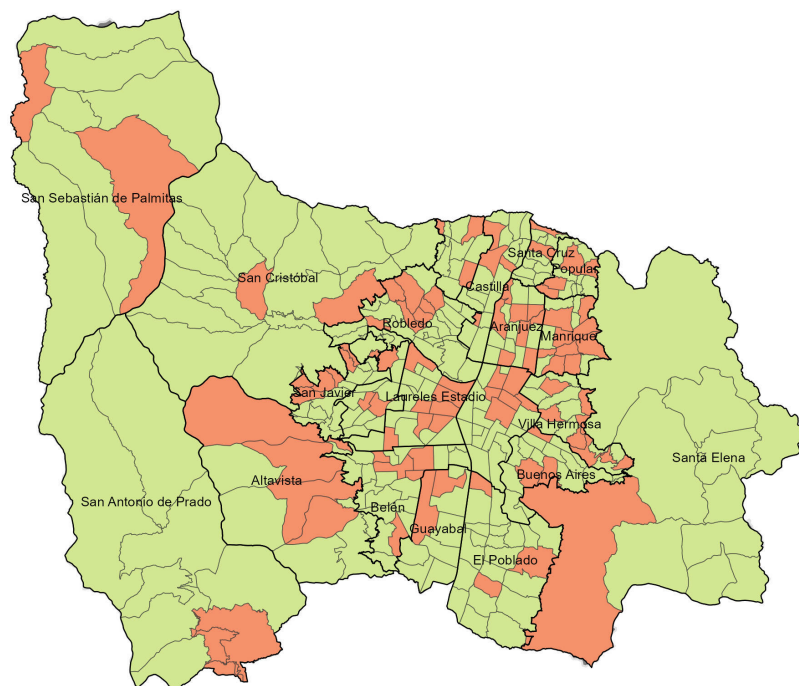 San Sebastián de Palmitas
San Cristóbal
Santa Cruz
Popular
Castilla
Robledo
Aranjuez
Manrique
San Javier
Laureles Estadio
Villa Hermosa
Santa Elena
Altavista
Buenos Aires
San Antonio de Prado
Belén
Guayabal
El Poblado